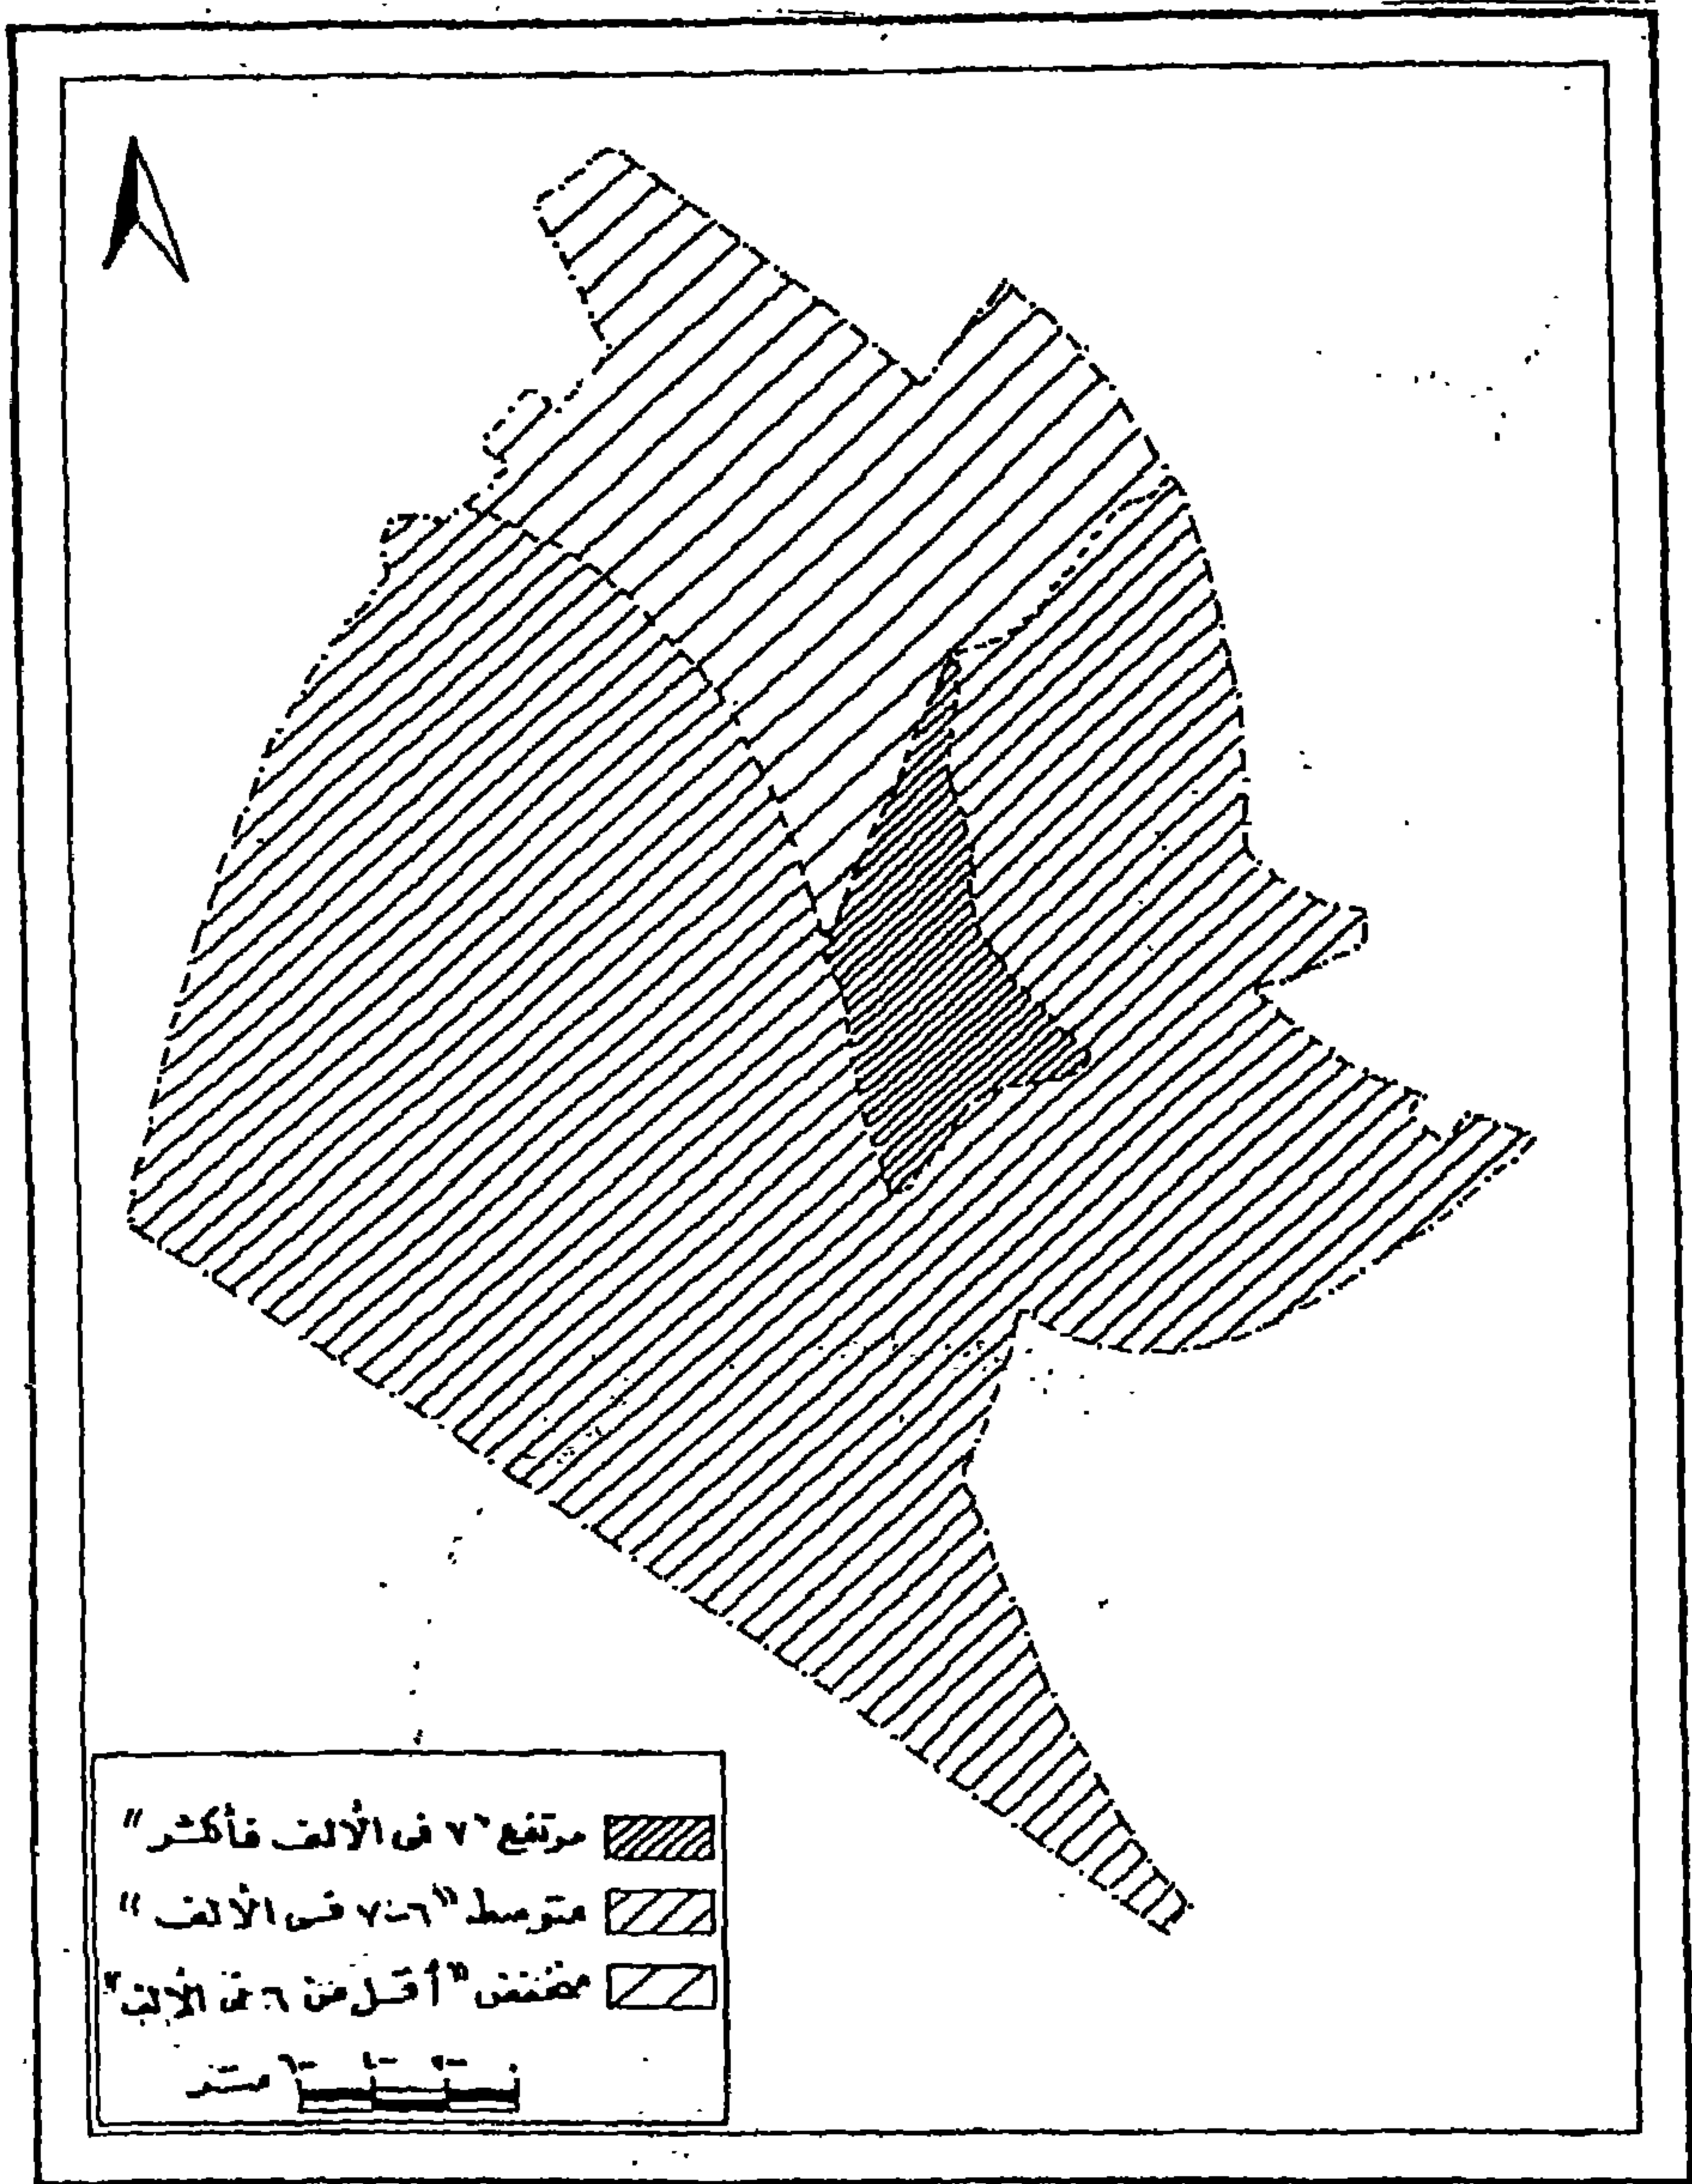 مرتفع "٧ فى الألف فأكثر"
متوسط "٦-٧ فى الألف"
منخفض "أقل من ٦ فى الألف"
متر